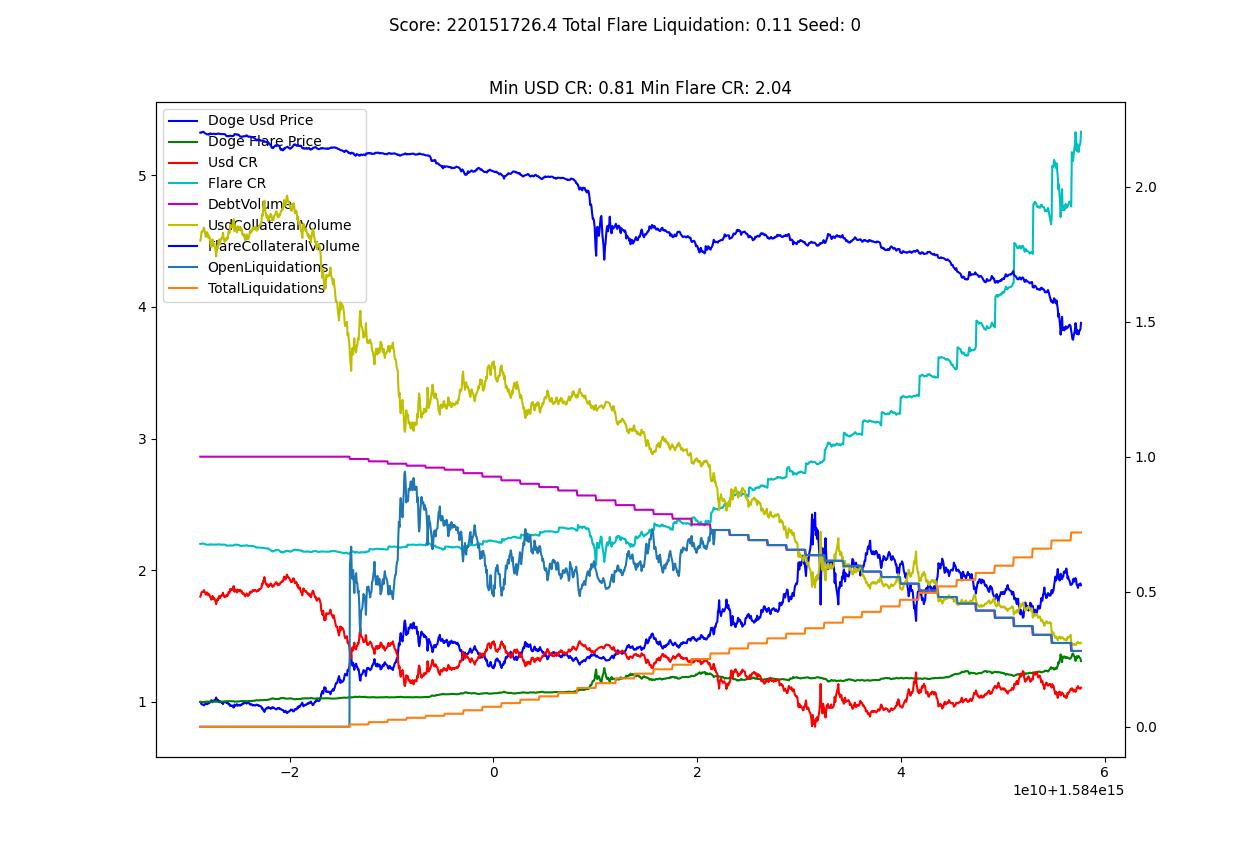 Score: 220151726.4 Total Flare Liquidation: 0.11 Seed: 0
Min USD CR: 0.81 Min Flare CR: 2.04
Doge Usd Price
Doge Flare Price
Usd CR
Flare CR
DebtVolume
UsdCollateralVolume
FlareCollateralVolume
OpenLiquidations
TotalLiquidations
5
4
3
2
1
2.0
1.5
1.0
0.5
0.0
−2
0
2
4
6
1e10+1.584e15